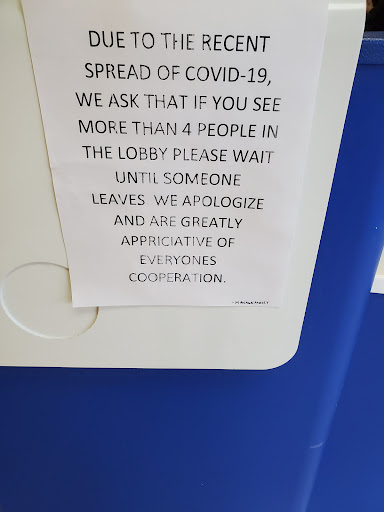 DUE TO THE RECENT
SPREAD OF COVID-19,
WE ASK THAT IF YOU SEE
MORE THAN 4 PEOPLE IN
THE LOBBY PLEASE WAIT
UNTIL SOMEONE
LEAVES WE APOLOGIZE
AND ARE GREATLY
APPRICIATIVE OF
EVERYONES
COOPERATION.